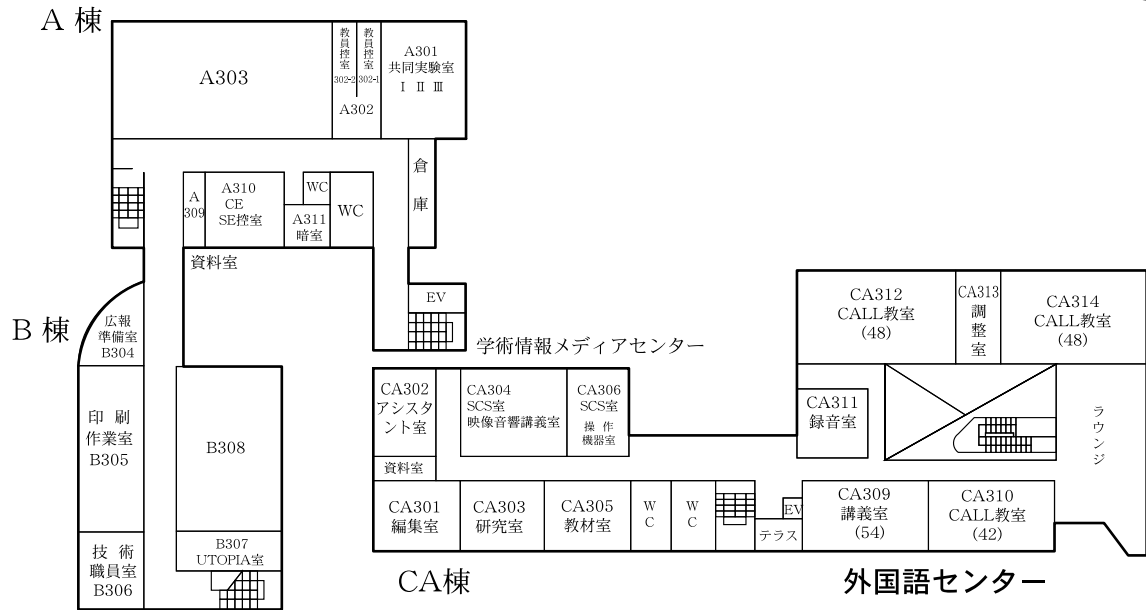 A 棟
A303
教員控室
302-2
教員控室
302-1
A302
A301
共同実験室
Ⅰ Ⅱ Ⅲ
倉庫
A
309
A310
CE
SE控室
WC
A311
暗室
WC
資料室
EV
B 棟
広報
準備室
B304
印 刷
作業室
B305
B308
技 術
職員室
B306
B307
UTOPIA室
学術情報メディアセンター
CA302
アシスタ
ント室
資料室
CA304
SCS室
映像音響講義室
CA306
SCS室
操 作
機器室
CA301
編集室
CA303
研究室
CA305
教材室
WC
WC
EV
テラス
CA309
講義室
(54)
CA310
CALL教室
(42)
CA311
録音室
CA312
CALL教室
(48)
CA313
調整室
CA314
CALL教室
(48)
ラウンジ
CA棟
外国語センター